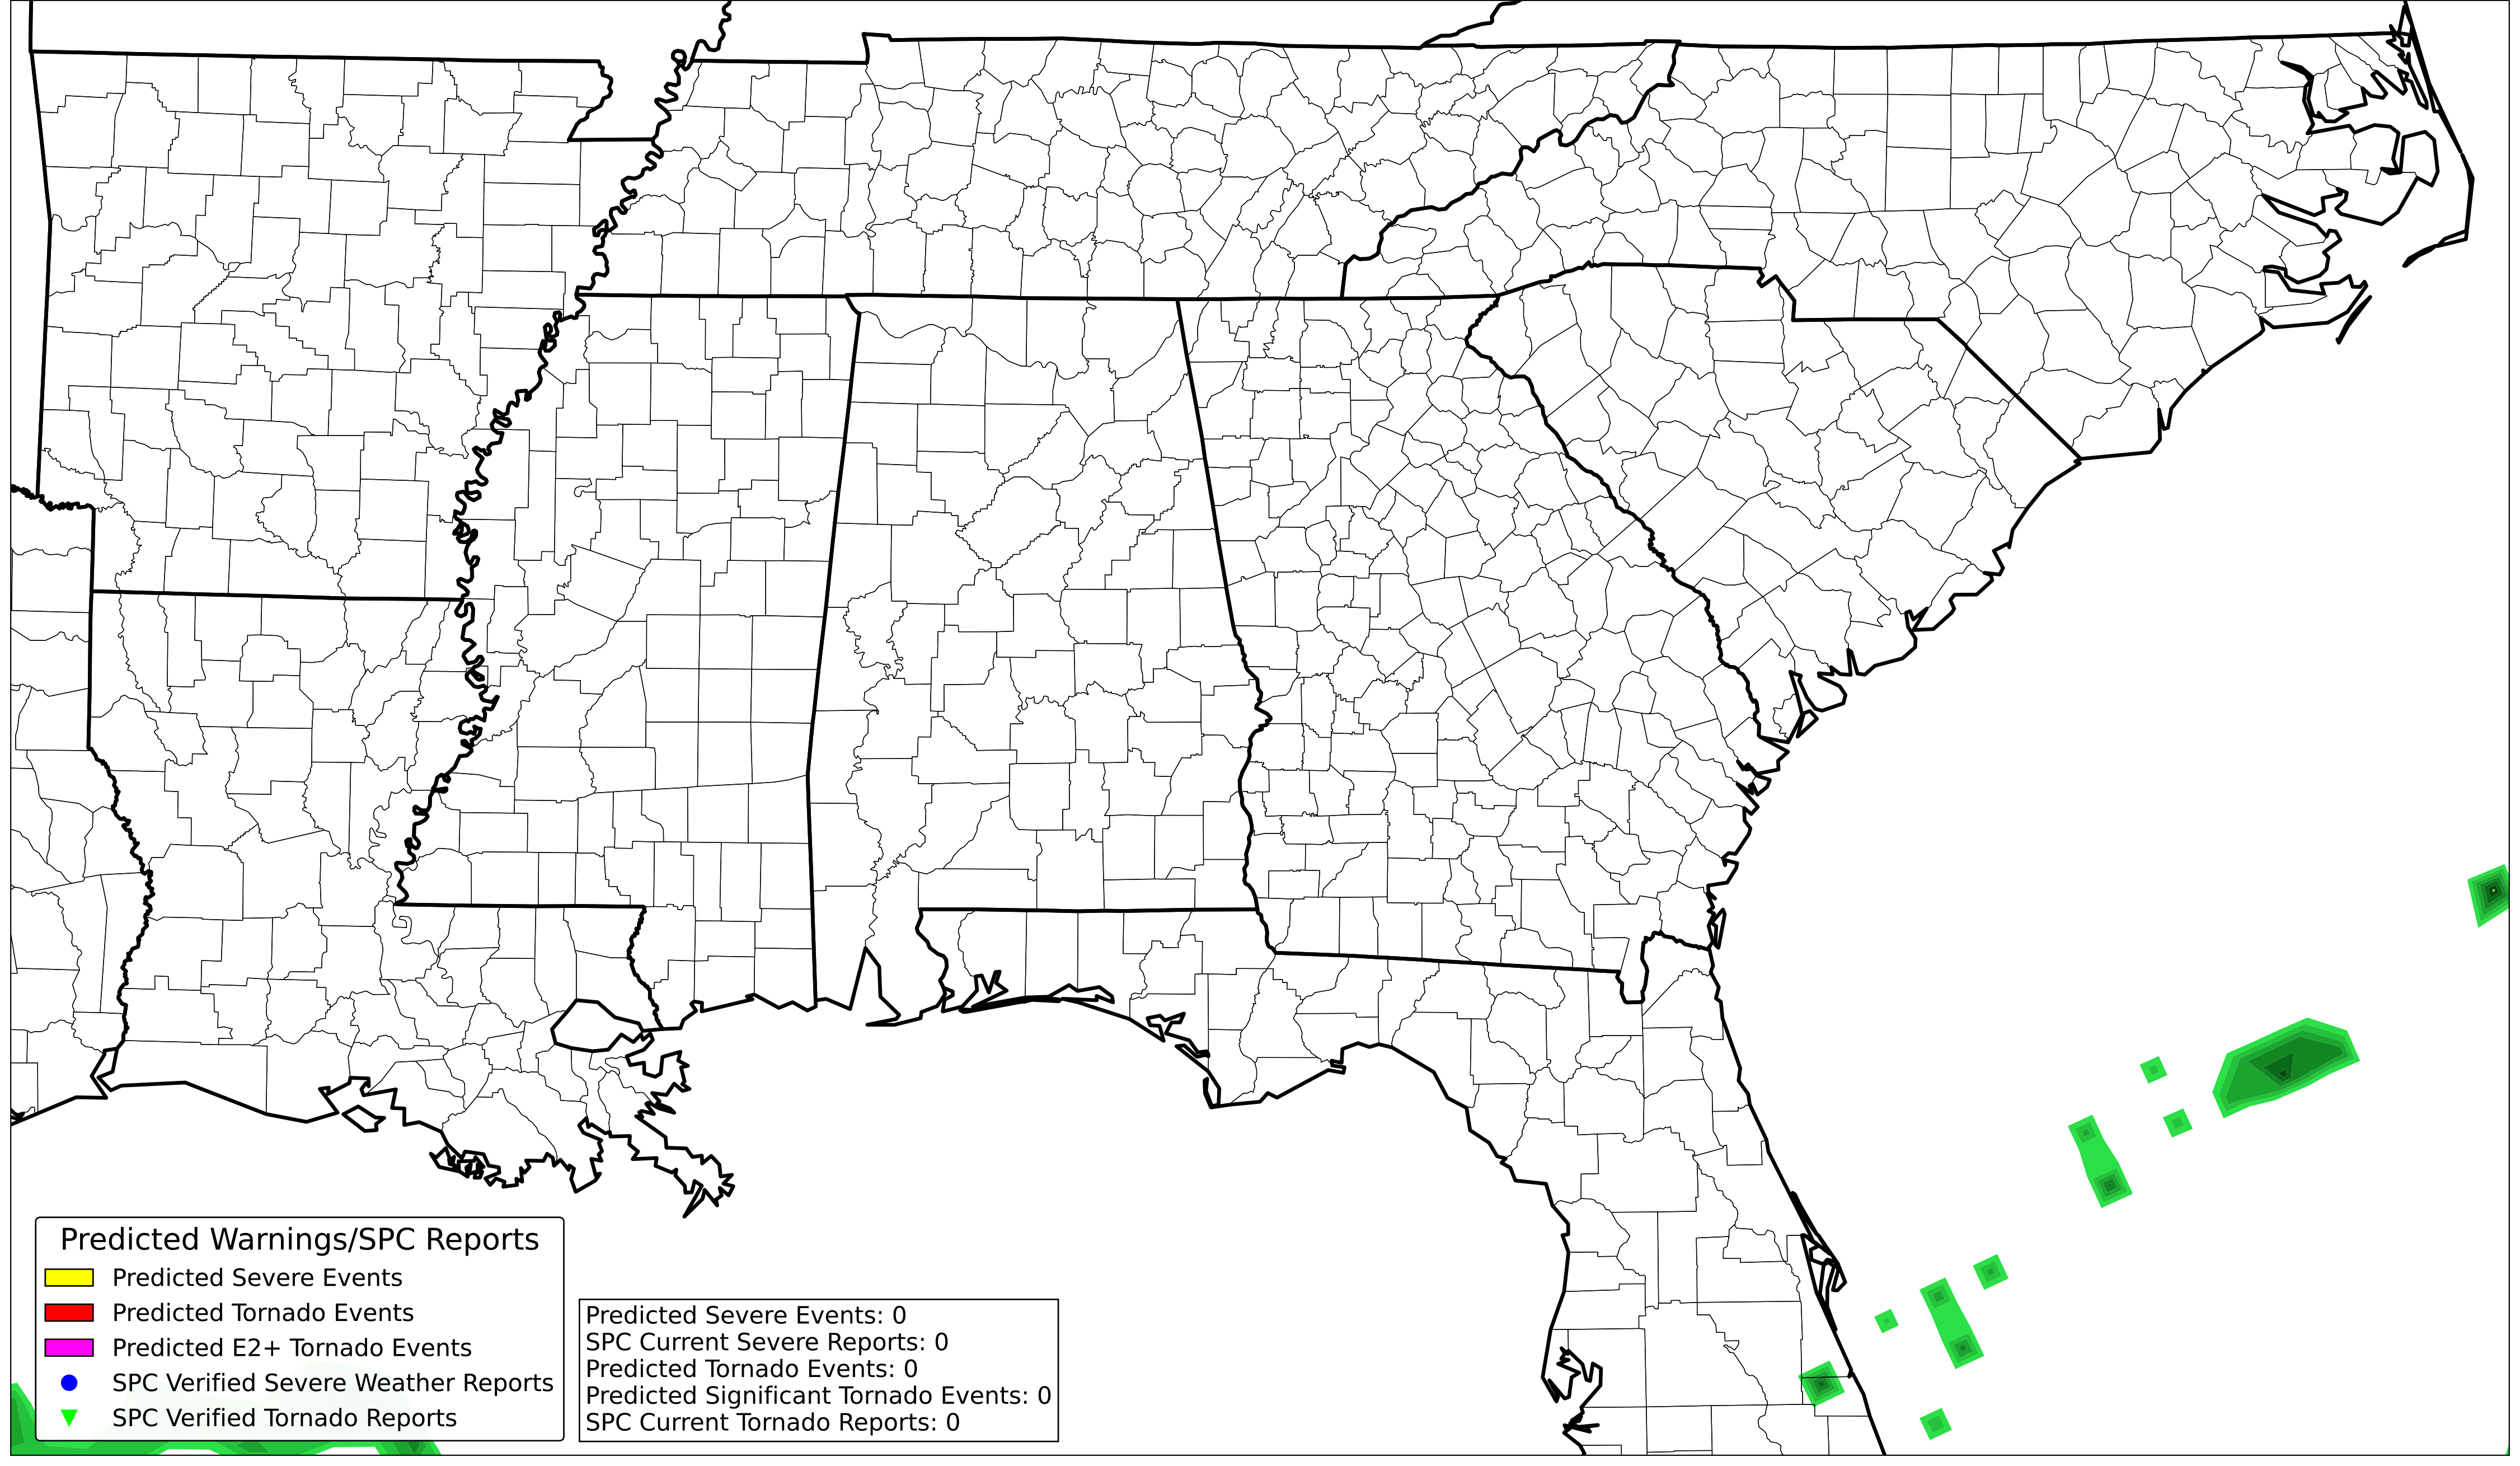 Predicted Warnings/SPC Reports
Predicted Severe Events
Predicted Tornado Events
Predicted E2+ Tornado Events
SPC Verified Severe Weather Reports
SPC Verified Tornado Reports
Predicted Severe Events: 0
SPC Current Severe Reports: 0
Predicted Tornado Events: 0
Predicted Significant Tornado Events: 0
SPC Current Tornado Reports: 0